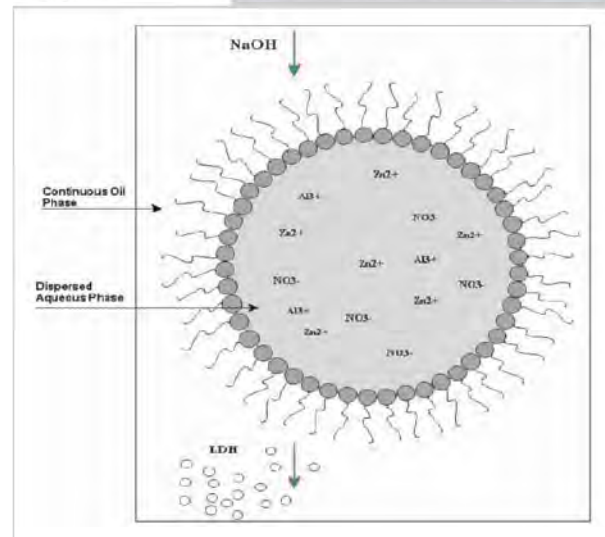 NaOH
Continuous Oil
Phase
Dispersed
Aqueous Phase
Zn2+
Al3+
NO3-
Zn2+
Zn2+
Zn2+
Al3+
NO3-
NO3-
Zn2+
Al3+
NO3-
Zn2+
NO3-
LDH